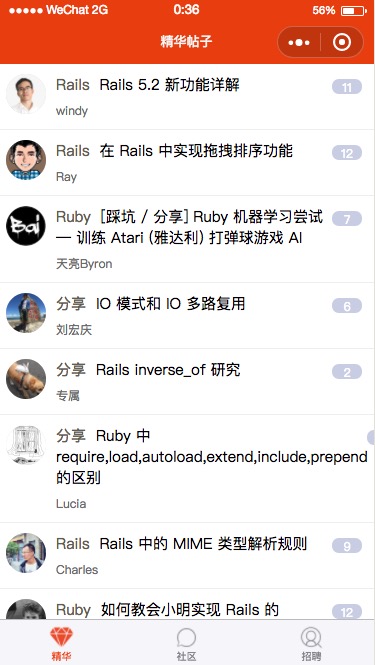 WeChat 2G 0:36 56%
精华帖子
Rails Rails 5.2 新功能详解 11
windy
Rails 在 Rails 中实现拖拽排序功能 12
Ray
Ruby [踩坑 / 分享] Ruby 机器学习尝试 7
— 训练 Atari (雅达利) 打弹球游戏 AI
天亮Byron
Bai
分享 IO 模式和 IO 多路复用 6
刘宏庆
分享 Rails inverse_of 研究 2
专属
分享 Ruby 中
require,load,autoload,extend,include,prepend
的区别
Lucia
Rails Rails 中的 MIME 类型解析规则 9
Charles
Ruby 如何教会小明实现 Rails 的 12
精华 社区 招聘